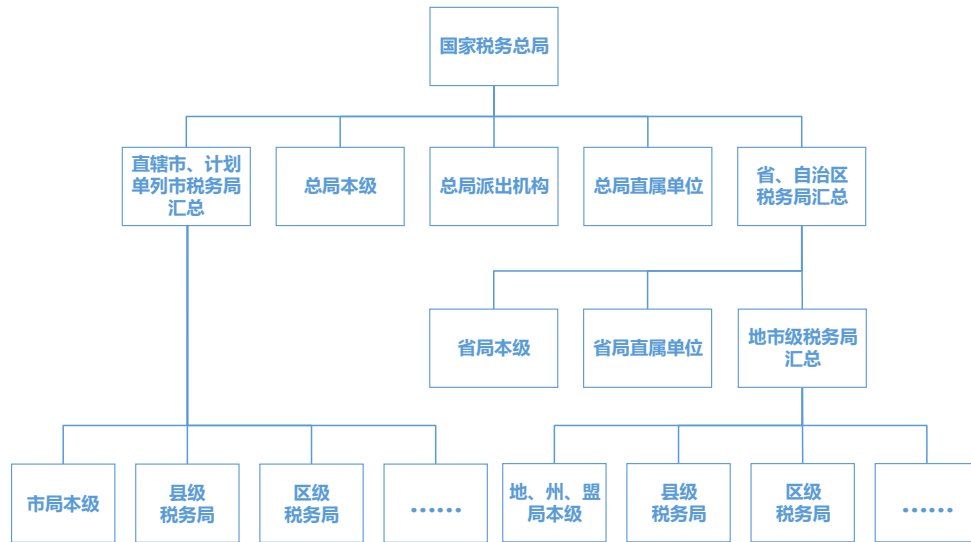 国家税务总局
直辖市、计划
单列市税务局
汇总
总局本级
总局派出机构
总局直属单位
省、自治区
税务局汇总
省局本级
省局直属单位
地市级税务局
汇总
市局本级
县级
税务局
区级
税务局
……
地、州、盟
局本级
县级
税务局
区级
税务局
……